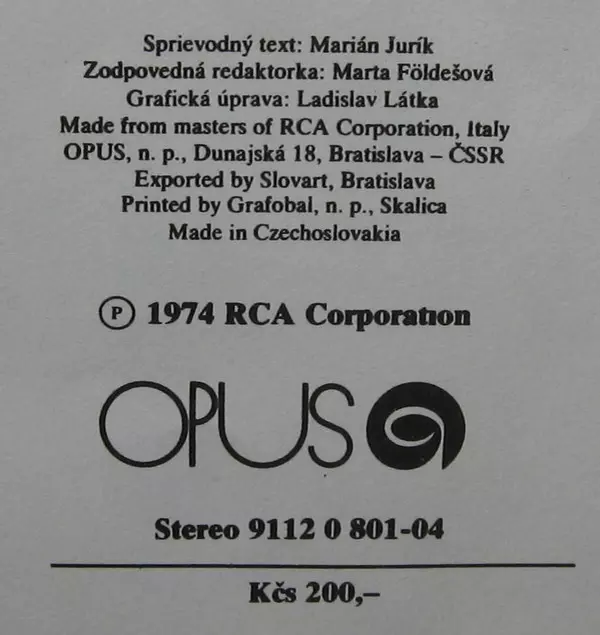 Sprievodný text: Marián Jurík
Zodpovedná redaktorka: Marta Földešová
Grafická úprava: Ladislav Látka
Made from masters of RCA Corporation, Italy
OPUS, n. p., Dunajská 18, Bratislava – ČSSR
Exported by Slovart, Bratislava
Printed by Grafobal, n. p., Skalica
Made in Czechoslovakia
Ⓟ 1974 RCA Corporation
OPUS
Stereo 9112 0 801-04
Kčs 200,–